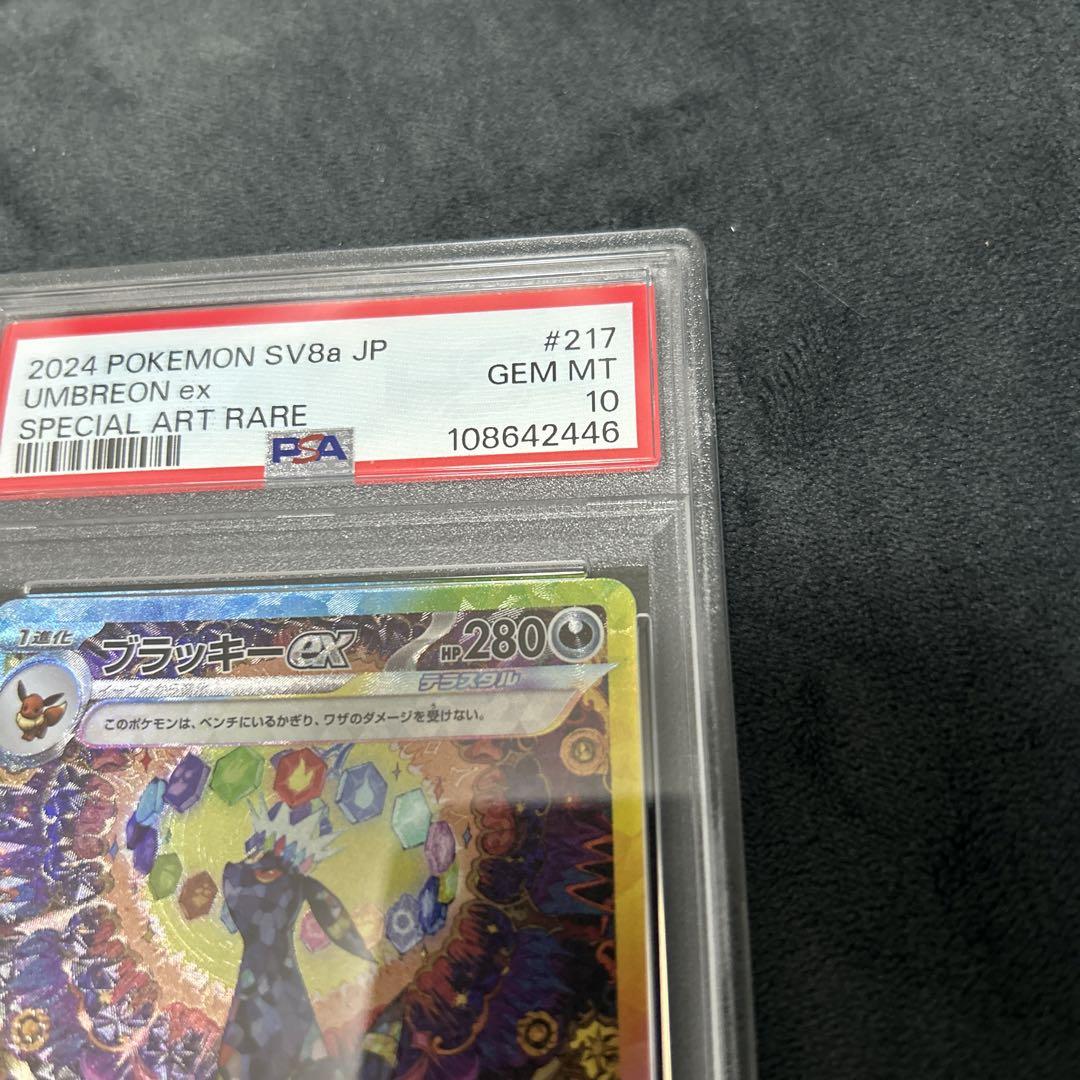 2024 POKEMON SV8a JP #217
UMBREON ex GEM MT
SPECIAL ART RARE 10
PSA 108642446
1進化 ブラッキーex HP280
テラスタル
このポケモンは、ベンチにいるかぎり、ワザのダメージを受けない。